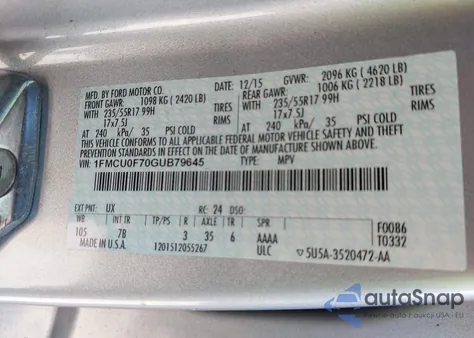 MFD. BY FORD MOTOR CO.
12/15 GVWR: 2096 KG ( 4620 LB)
FRONT GAWR: 1098 KG ( 2420 LB) REAR GAWR: 1006 KG ( 2218 LB)
WITH 235/55R17 99H TIRES WITH 235/55R17 99H TIRES
17x7.5J RIMS 17x7.5J RIMS
AT 240 kPa/ 35 PSI COLD AT 240 kPa/ 35 PSI COLD
THIS VEHICLE CONFORMS TO ALL APPLICABLE FEDERAL MOTOR VEHICLE SAFETY AND THEFT
PREVENTION STANDARDS IN EFFECT ON THE DATE OF MANUFACTURE SHOWN ABOVE.
VIN: 1FMCU0F70GUB79645 TYPE: MPV
EXT PNT: UX RC: 24 DSO:
WB INT TR TP/PS R AXLE TR SPR
105 7B 3 35 6 AAAA F0086
MADE IN U.S.A. 1201512055267 ULC T0332
5U5A-3520472-AA
autoSnap